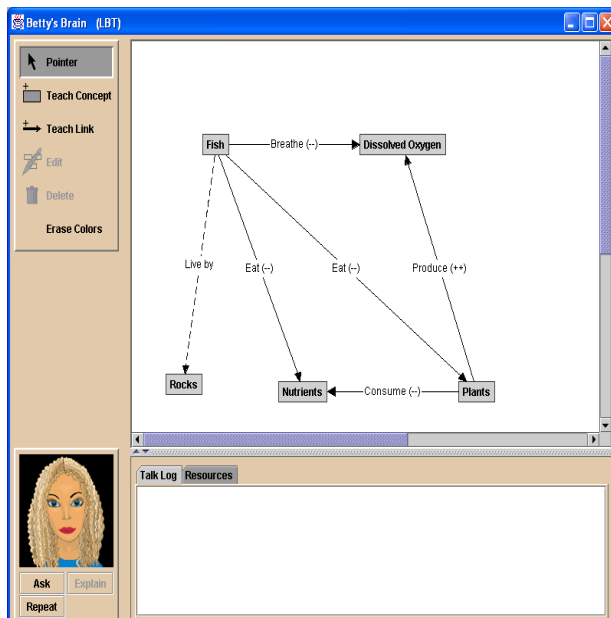 Betty's Brain (LBT)
Pointer
Teach Concept
Teach Link
Edit
Delete
Erase Colors
Fish
Breathe (--)
Dissolved Oxygen
Live by
Eat (--)
Eat (--)
Produce (++)
Rocks
Nutrients
Consume (--)
Plants
Talk Log
Resources
Ask
Explain
Repeat